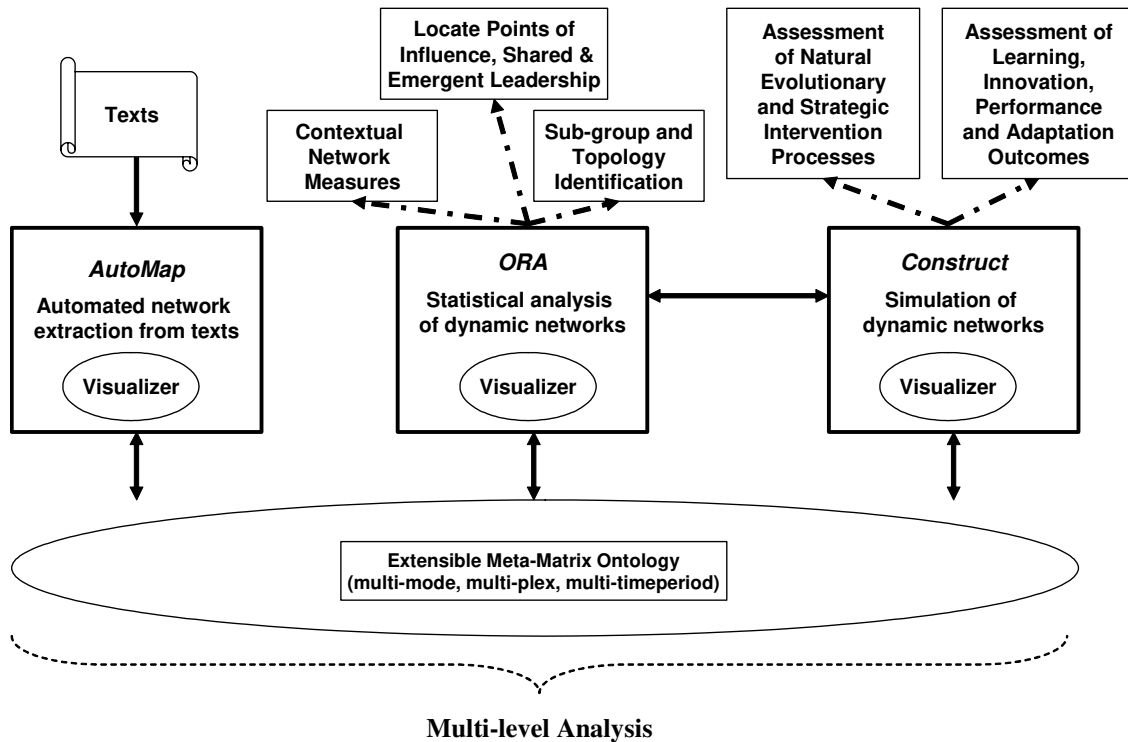 Texts
Locate Points of
Influence, Shared &
Emergent Leadership
Contextual
Network
Measures
Sub-group and
Topology
Identification
Assessment
of Natural
Evolutionary
and Strategic
Intervention
Processes
Assessment of
Learning,
Innovation,
Performance
and Adaptation
Outcomes
AutoMap
Automated network
extraction from texts
Visualizer
ORA
Statistical analysis
of dynamic networks
Visualizer
Construct
Simulation of
dynamic networks
Visualizer
Extensible Meta-Matrix Ontology
(multi-mode, multi-plex, multi-timeperiod)
Multi-level Analysis